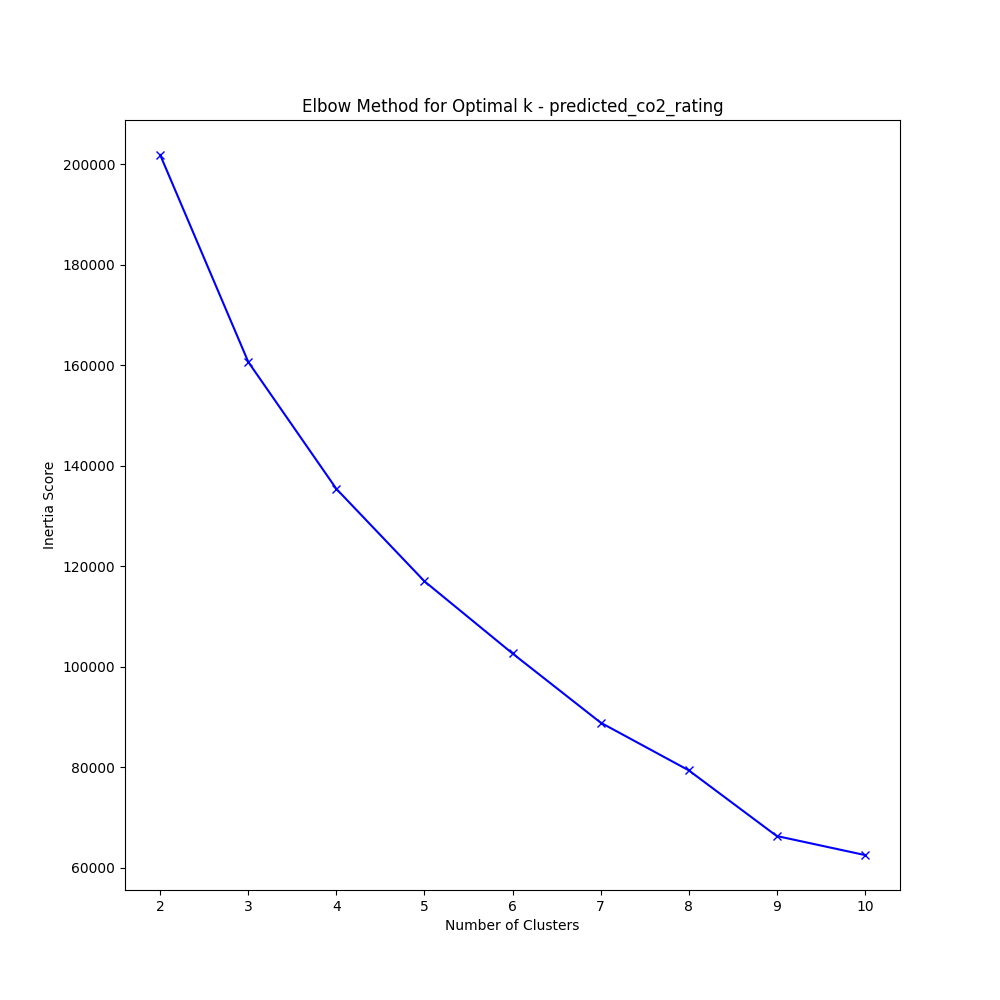 Elbow Method for Optimal k - predicted_co2_rating
200000
180000
160000
140000
120000
100000
80000
60000
Inertia Score
2 3 4 5 6 7 8 9 10
Number of Clusters